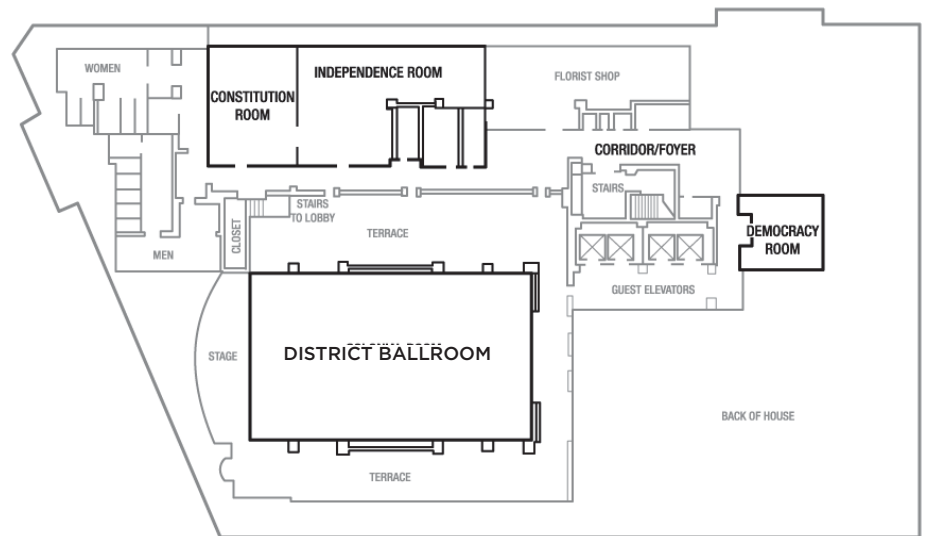 WOMEN
CONSTITUTION
ROOM
INDEPENDENCE ROOM
FLORIST SHOP
CORRIDOR/FOYER
STAIRS
DEMOCRACY
ROOM
STAIRS
TO LOBBY
CLOSET
TERRACE
MEN
GUEST ELEVATORS
STAGE
DISTRICT BALLROOM
BACK OF HOUSE
TERRACE